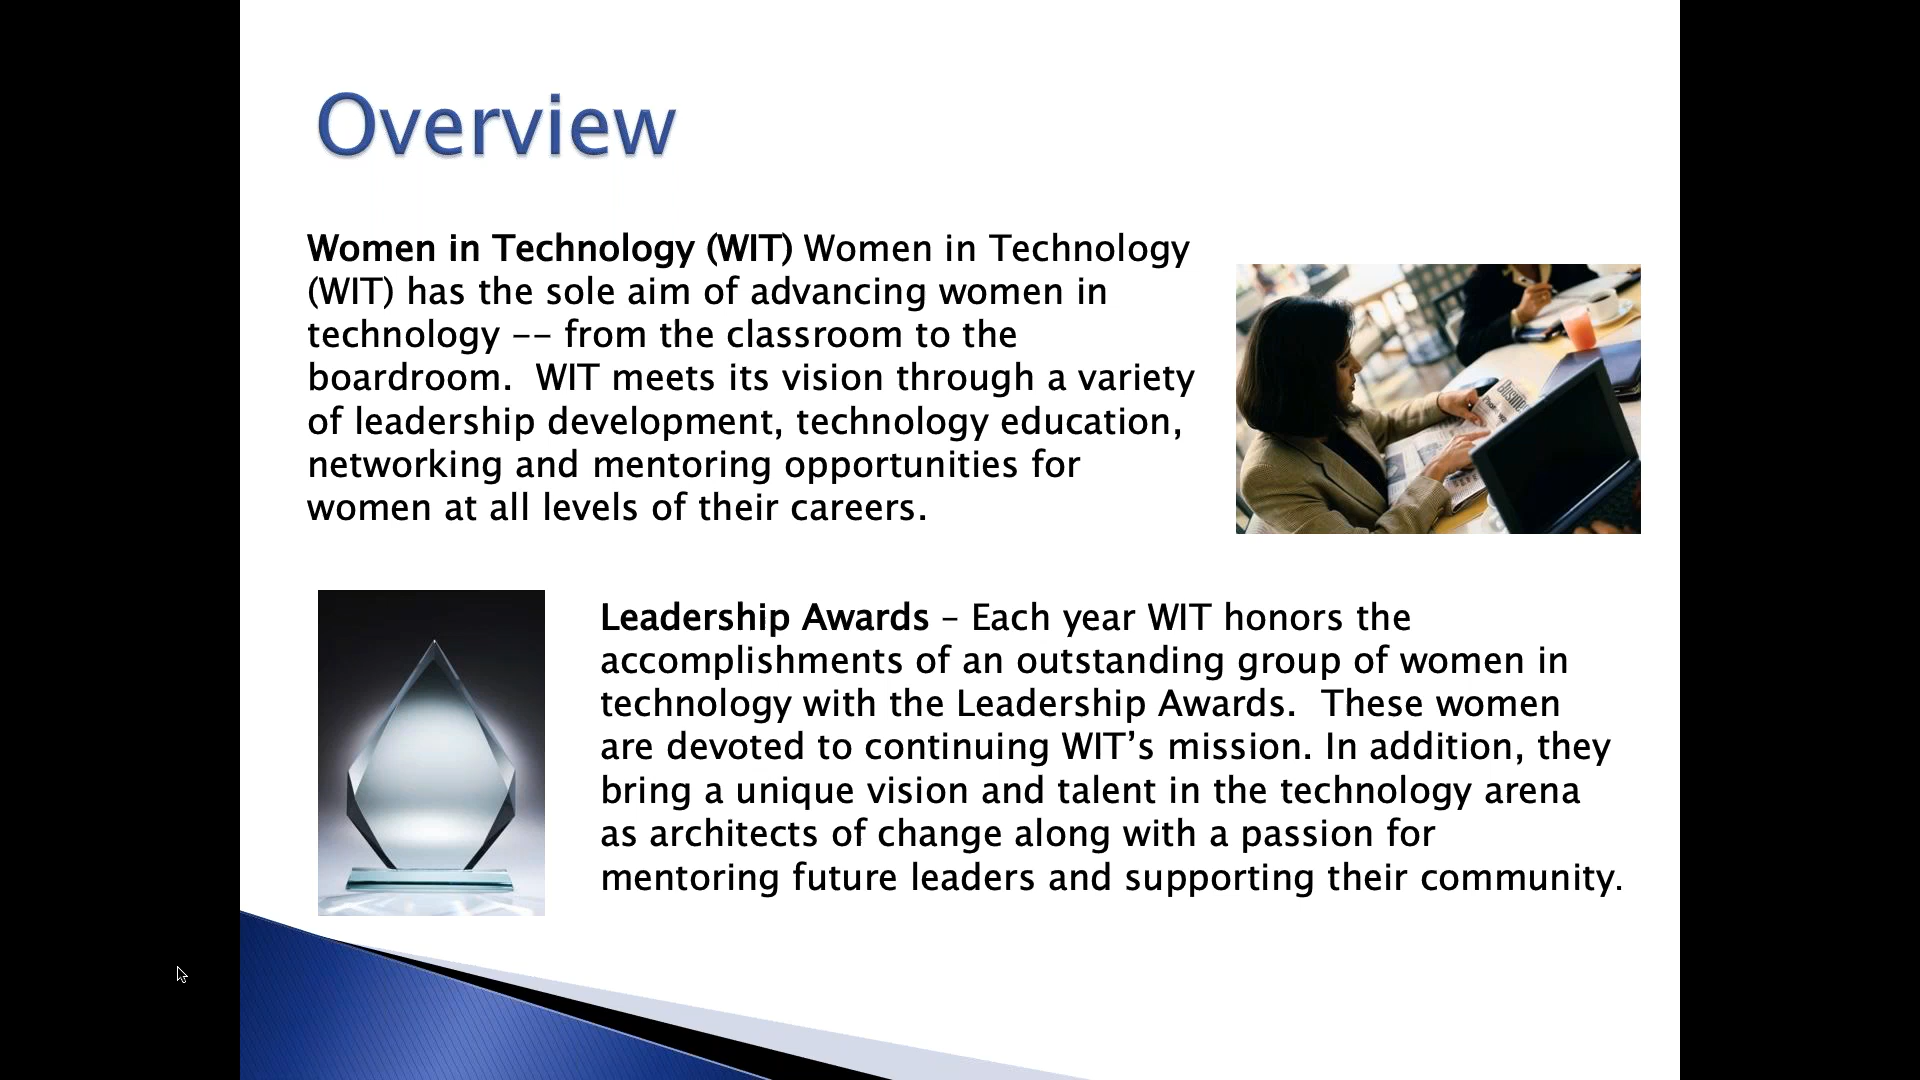 Overview
Women in Technology (WIT) Women in Technology
(WIT) has the sole aim of advancing women in
technology -- from the classroom to the
boardroom.  WIT meets its vision through a variety
of leadership development, technology education,
networking and mentoring opportunities for
women at all levels of their careers.
Leadership Awards – Each year WIT honors the
accomplishments of an outstanding group of women in
technology with the Leadership Awards.  These women
are devoted to continuing WIT’s mission. In addition, they
bring a unique vision and talent in the technology arena
as architects of change along with a passion for
mentoring future leaders and supporting their community.